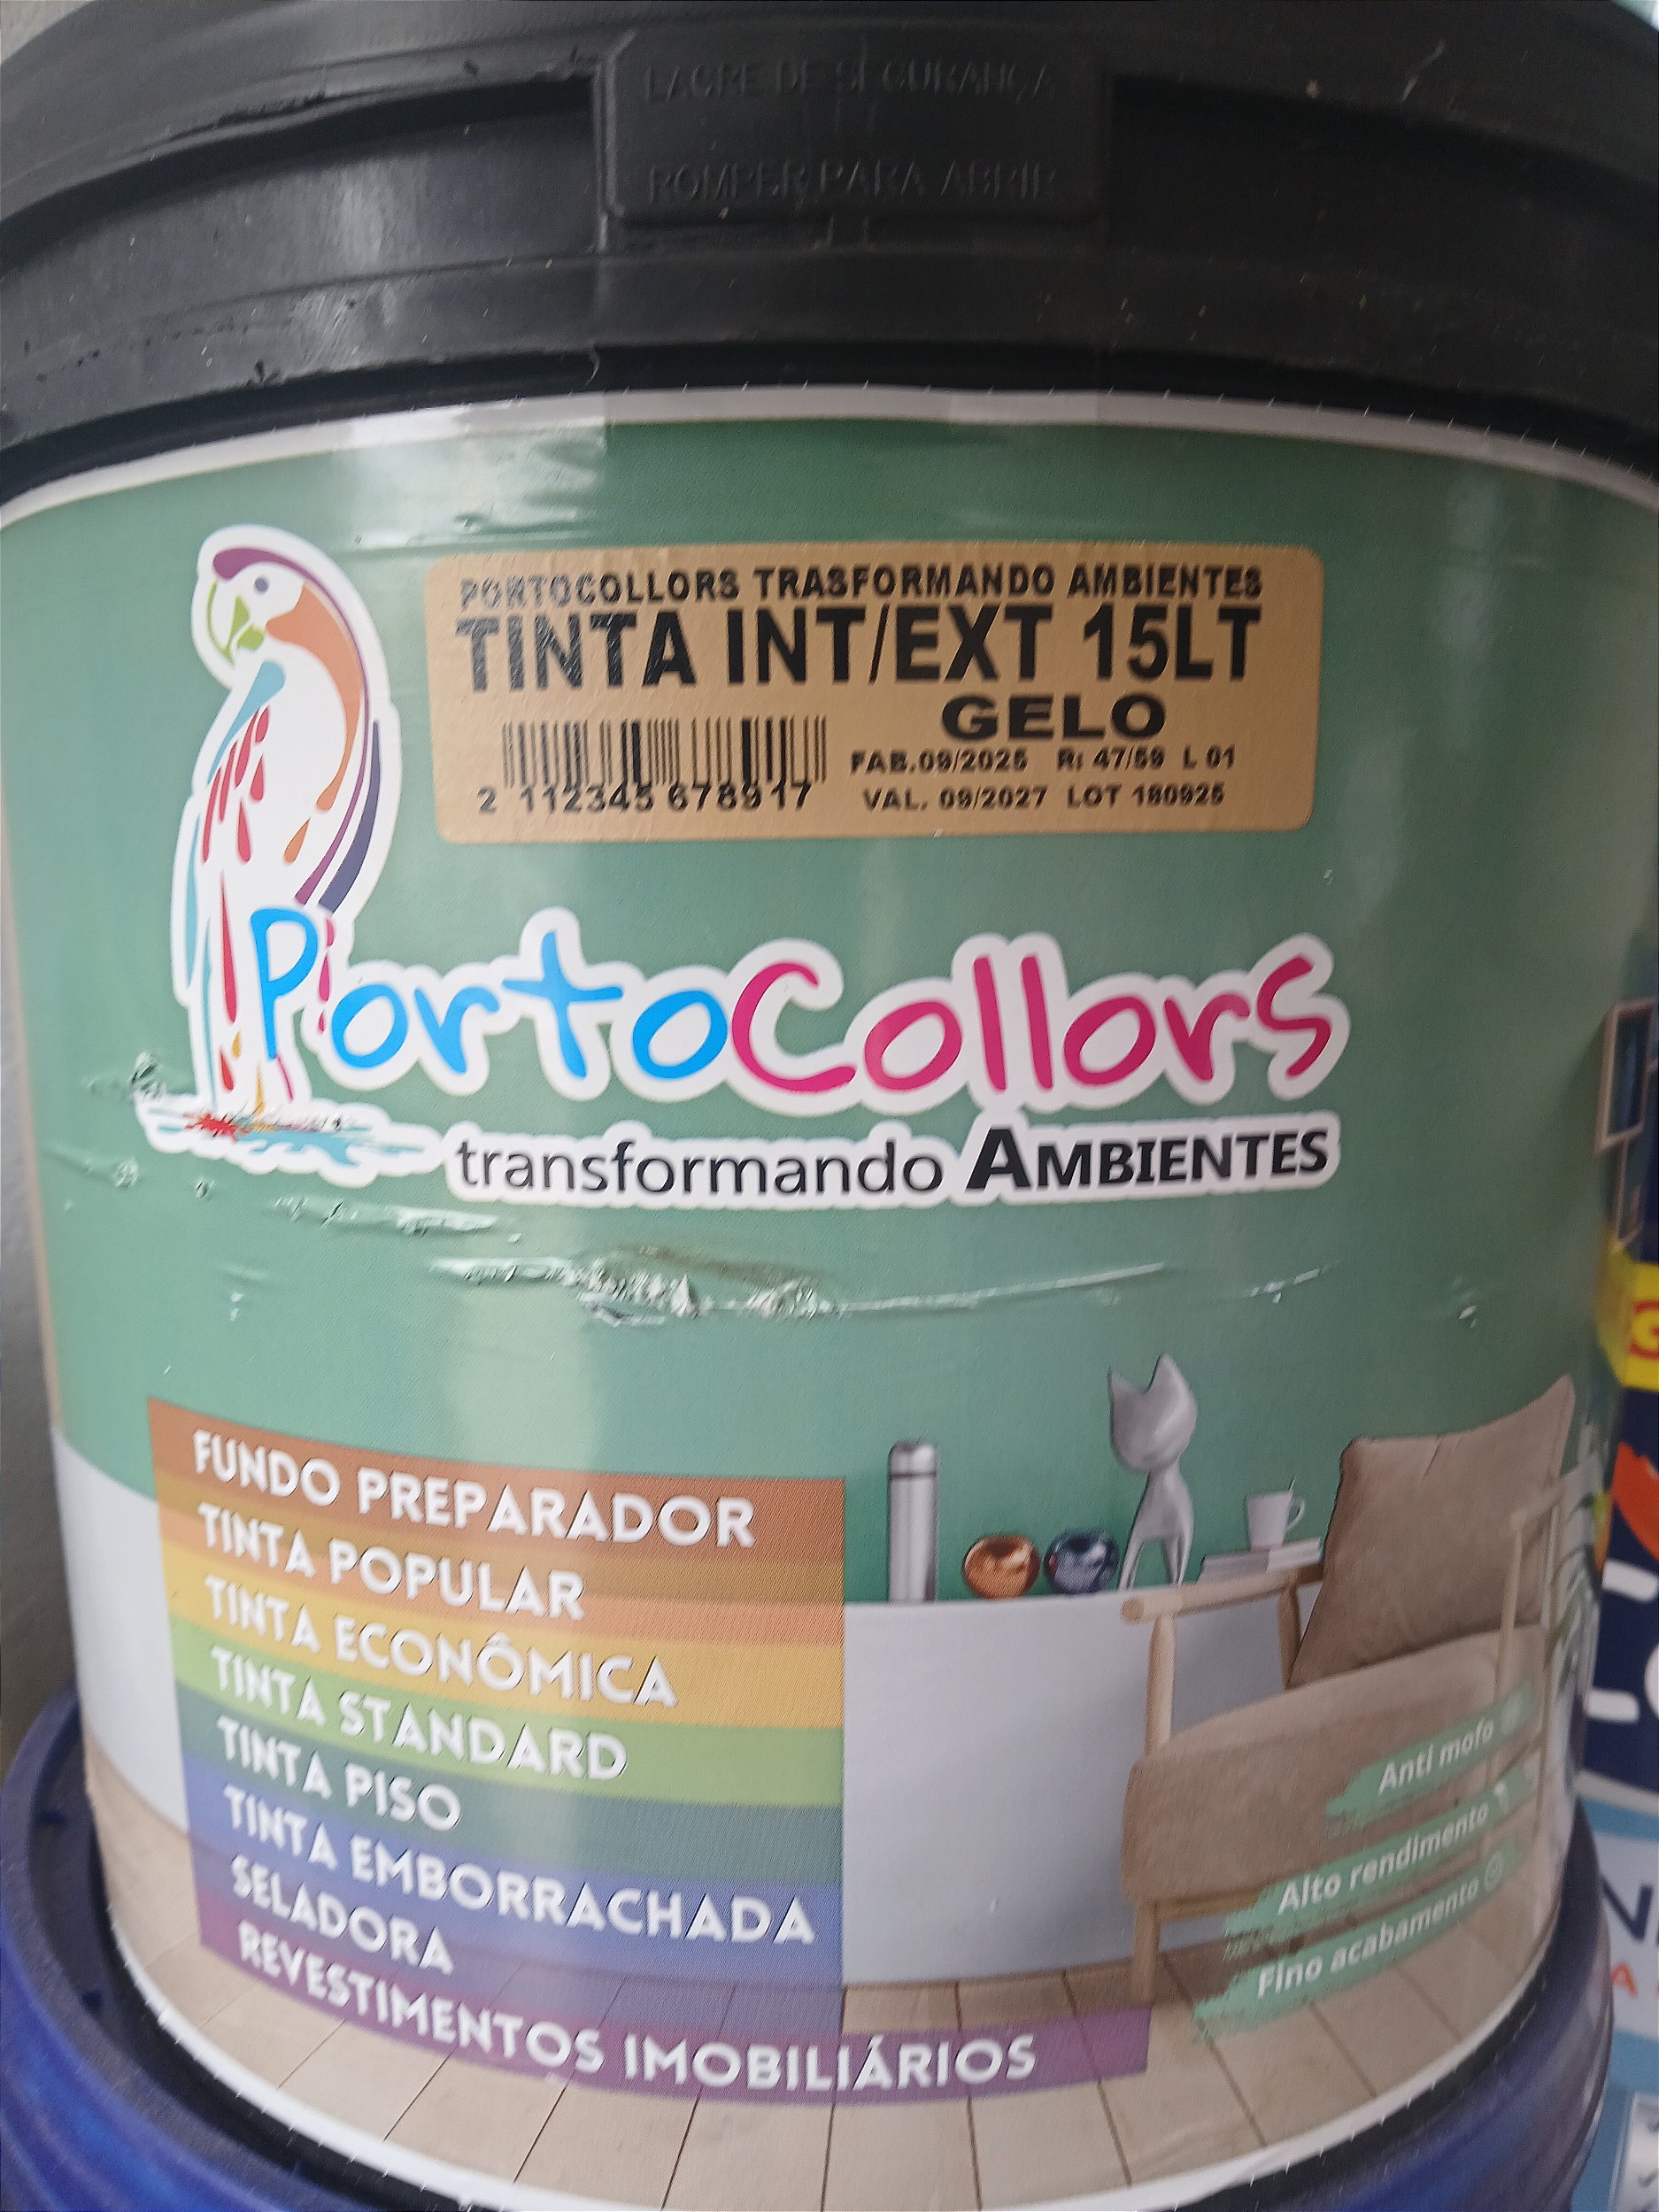 LACRE DE SEGURANÇA
ROMPER PARA ABRIR
PORTOCOLLORS TRASFORMANDO AMBIENTES
TINTA INT/EXT 15LT
GELO
FAB.09/2025 R: 47/59 L 01
2 112345 678917 VAL. 09/2027 LOT 180925
PortoCollors
transformando AMBIENTES
FUNDO PREPARADOR
TINTA POPULAR
TINTA ECONÔMICA
TINTA STANDARD
TINTA PISO
TINTA EMBORRACHADA
SELADORA
REVESTIMENTOS IMOBILIÁRIOS
Anti mofo
Alto rendimento
Fino acabamento